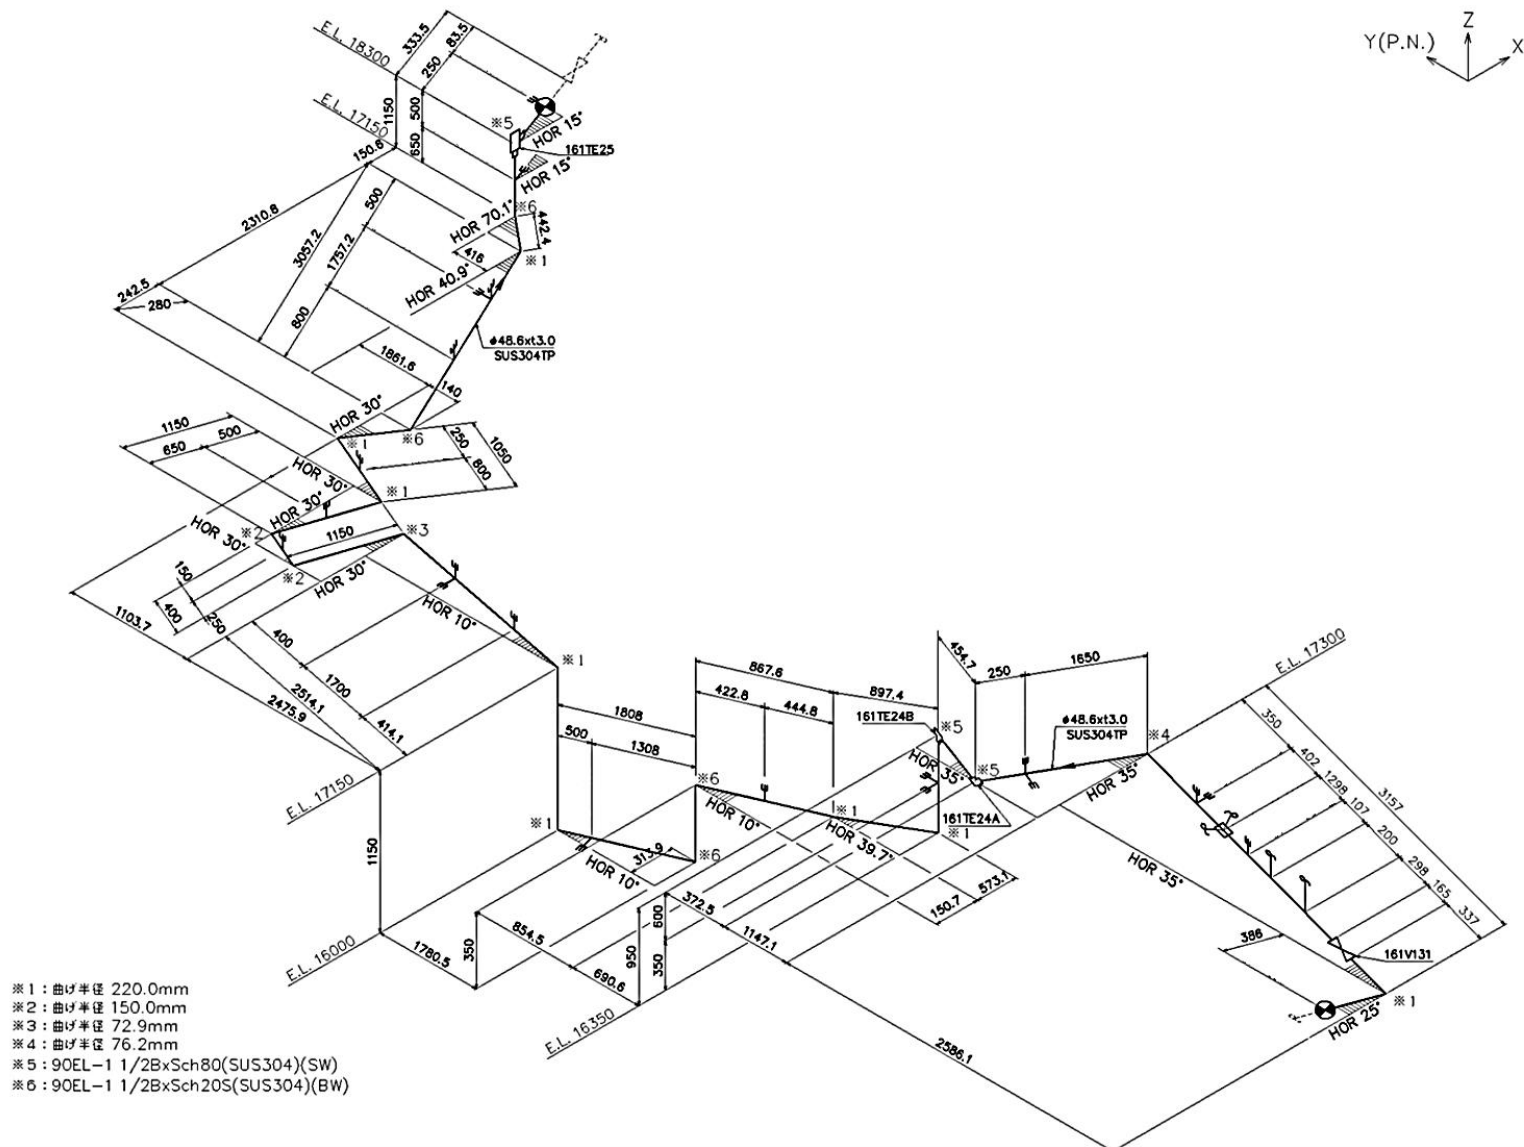 Z
Y(P.N.)
X
E.L. 18300
333.5
83.5
250
E.L. 17150
1150
500
650
※5
HOR 15°
161TE25
HOR 15°
150.6
500
2310.8
3057.2
1757.2
HOR 70.1°
※6
442.4
416
※1
HOR 40.9°
242.5
280
800
φ48.6xt3.0
SUS304TP
1861.6
140
HOR 30°
※1
※6
1150
500
650
250
1050
800
HOR 30°
※1
HOR 30°
※2
HOR 30°
1150
※3
※2
HOR 30°
150
400
250
HOR 10°
1103.7
400
1700
2514.1
2475.9
414.1
※1
E.L. 17150
1150
1808
500
1308
867.6
422.8
444.8
897.4
454.7
250
1650
161TE24B
※5
φ48.6xt3.0
SUS304TP
※4
E.L. 17300
HOR 35°
※5
HOR 35°
161TE24A
350
402
1298
107
3157
200
298
165
337
※6
HOR 10°
※1
HOR 39.7°
※1
※1
313.9
※6
HOR 10°
HOR 35°
150.7
573.1
386
161V131
※1
HOR 25°
E.L. 16000
1780.5
350
854.5
690.6
950
600
350
372.5
1147.1
E.L. 16350
2586.1
※1：曲げ半径 220.0mm
※2：曲げ半径 150.0mm
※3：曲げ半径 72.9mm
※4：曲げ半径 76.2mm
※5：90EL-1 1/2BxSch80(SUS304)(SW)
※6：90EL-1 1/2BxSch20S(SUS304)(BW)